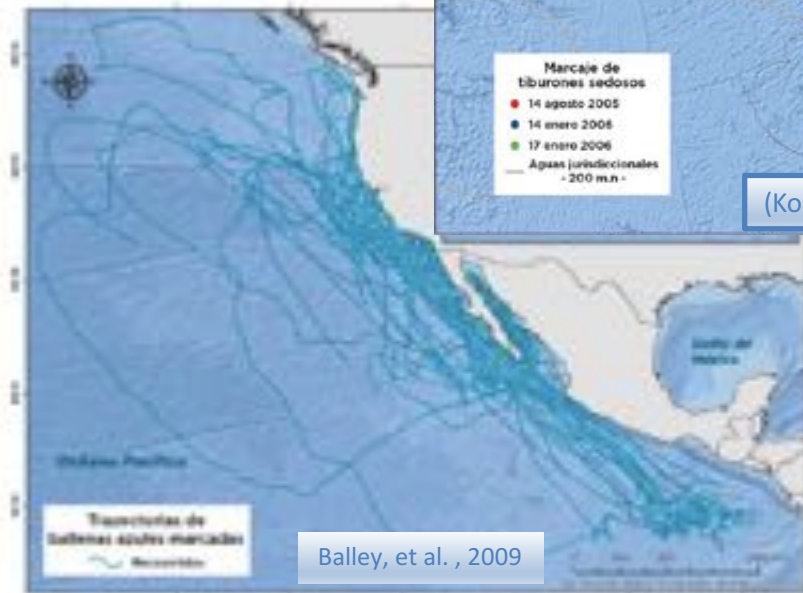 Marcaje de
tiburones sedosos
14 agosto 2005
14 enero 2006
17 enero 2006
Aguas jurisdiccionales
- 200 m.n -
(Ko
Golfo de
México
Océano Pacífico
Trayectorias de
ballenas azules marcadas
Recorridos
Balley, et al. , 2009